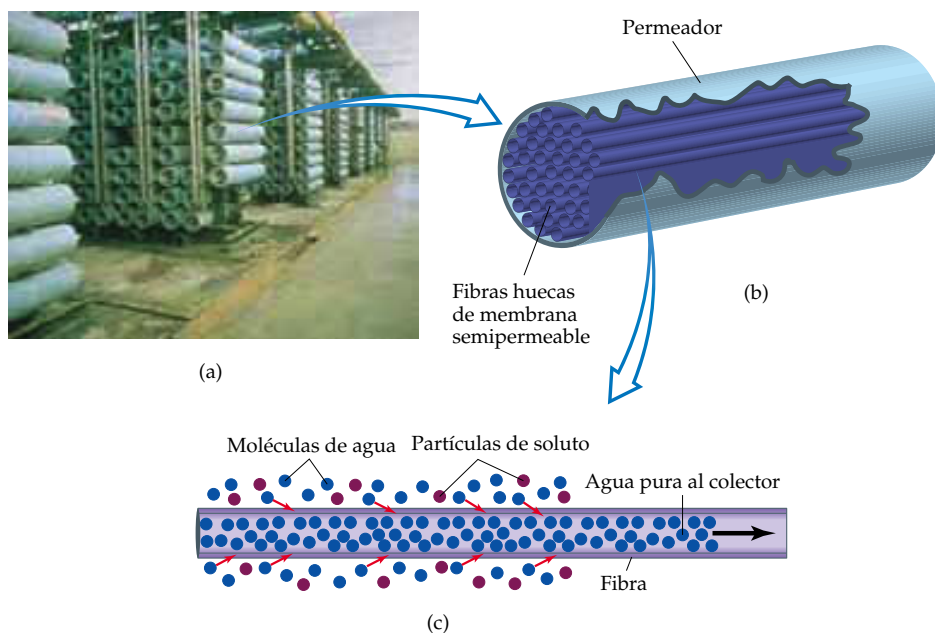 Permeador
Fibras huecas
de membrana
semipermeable
(b)
(a)
Moléculas de agua
Partículas de soluto
Agua pura al colector
Fibra
(c)